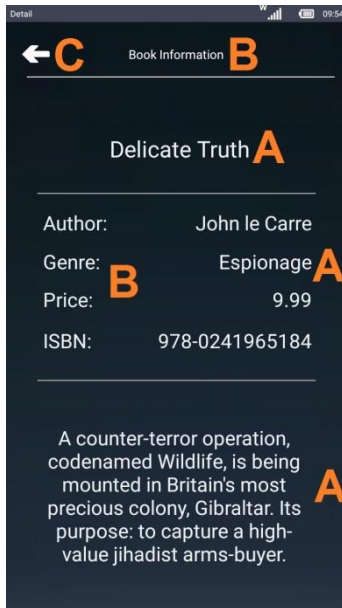 Detail W 09:54
C Book Information B
Delicate Truth A
Author: John le Carre
Genre: Espionage A
B
Price: 9.99
ISBN: 978-0241965184
A counter-terror operation,
codenamed Wildlife, is being
mounted in Britain's most
precious colony, Gibraltar. Its A
purpose: to capture a high-
value jihadist arms-buyer.